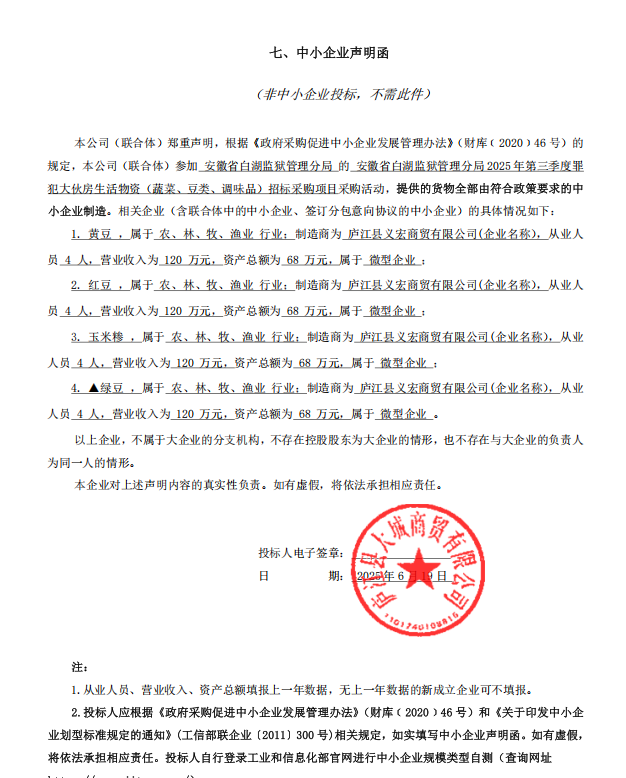 七、中小企业声明函
（非中小企业投标，不需此件）
本公司（联合体）郑重声明，根据《政府采购促进中小企业发展管理办法》（财库﹝2020﹞46 号）的
规定，本公司（联合体）参加 安徽省白湖监狱管理分局 的 安徽省白湖监狱管理分局2025年第三季度罪
犯大伙房生活物资（蔬菜、豆类、调味品）招标采购项目采购活动，提供的货物全部由符合政策要求的中
小企业制造。相关企业（含联合体中的中小企业、签订分包意向协议的中小企业）的具体情况如下：
1. 黄豆 ，属于 农、林、牧、渔业 行业；制造商为 庐江县义宏商贸有限公司(企业名称)，从业人
员 4 人，营业收入为 120 万元，资产总额为 68 万元，属于 微型企业 ；
2. 红豆 ，属于 农、林、牧、渔业 行业；制造商为 庐江县义宏商贸有限公司(企业名称)，从业人
员 4 人，营业收入为 120 万元，资产总额为 68 万元，属于 微型企业 ；
3. 玉米糁 ，属于 农、林、牧、渔业 行业；制造商为 庐江县义宏商贸有限公司(企业名称)，从业
人员 4 人，营业收入为 120 万元，资产总额为 68 万元，属于 微型企业 ；
4. ▲绿豆 ，属于 农、林、牧、渔业 行业；制造商为 庐江县义宏商贸有限公司(企业名称)，从业
人员 4 人，营业收入为 120 万元，资产总额为 68 万元，属于 微型企业 。
以上企业，不属于大企业的分支机构，不存在控股股东为大企业的情形，也不存在与大企业的负责人
为同一人的情形。
本企业对上述声明内容的真实性负责。如有虚假，将依法承担相应责任。
投标人电子签章：
日 期： 2025年 6 月 19 日
庐江县大城商贸有限公司
注：
1.从业人员、营业收入、资产总额填报上一年数据，无上一年数据的新成立企业可不填报。
2.投标人应根据《政府采购促进中小企业发展管理办法》（财库﹝2020﹞46 号）和《关于印发中小企
业划型标准规定的通知》(工信部联企业〔2011〕300 号)相关规定，如实填写中小企业声明函。如有虚假，
将依法承担相应责任。投标人自行登录工业和信息化部官网进行中小企业规模类型自测（查询网址